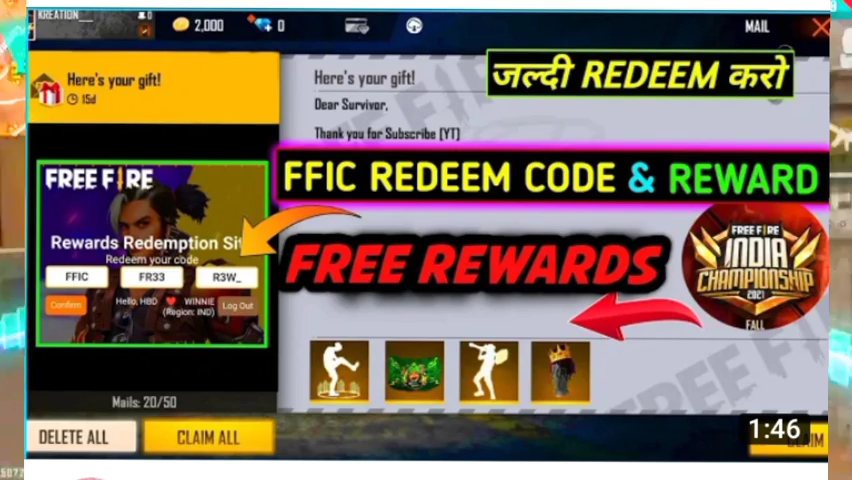 KREATION__
0
2,000
0
MAIL
Here's your gift!
15d
Here's your gift!
जल्दी REDEEM करो
Dear Survivor,
Thank you for Subscribe [YT]
FREE FIRE
FFIC REDEEM CODE & REWARD
Rewards Redemption Sit
Redeem your code
FFIC FR33 R3W_
Confirm
Hello, HBD ❤ WINNIE
(Region: IND)
Log Out
FREE REWARDS
FREE FIRE
INDIA
CHAMPIONSHIP
2021
FALL
Mails: 20/50
DELETE ALL
CLAIM ALL
1:46